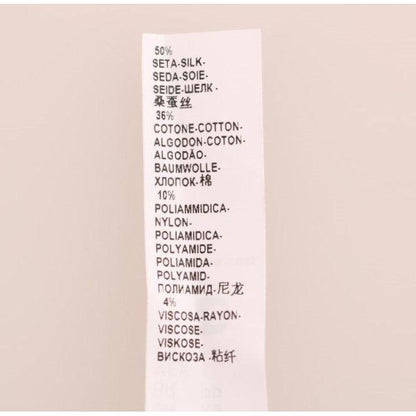 50%
SETA-SILK-
SEDA-SOIE-
SEIDE-ШЕЛК -
桑蚕丝
36%
COTONE-COTTON-
ALGODON-COTON-
ALGODÃO-
BAUMWOLLE-
ХЛОПОК-棉
10%
POLIAMMIDICA-
NYLON-
POLIAMIDICA-
POLYAMIDE-
POLIAMIDA-
POLYAMID-
ПОЛИАМИД-尼龙
4%
VISCOSA-RAYON-
VISCOSE-
VISKOSE-
ВИСКОЗА -粘纤